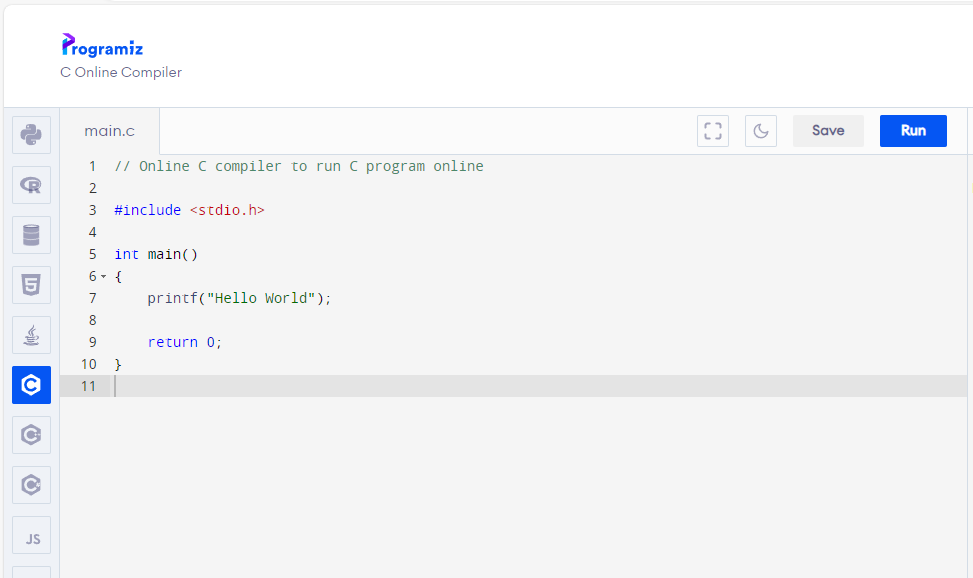 Programiz
C Online Compiler
main.c
Save
Run
1 // Online C compiler to run C program online
2
3 #include <stdio.h>
4
5 int main()
6 {
7     printf("Hello World");
8
9     return 0;
10 }
11
R
5
C
C
C
JS